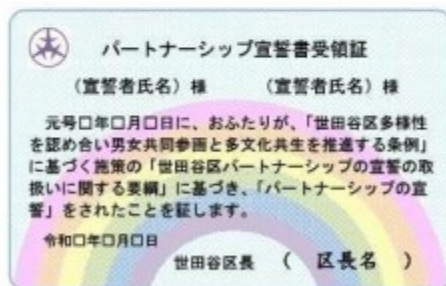 パートナーシップ宣誓書受領証
（宣誓者氏名）様　　（宣誓者氏名）様
元号□年□月□日に、おふたりが、「世田谷区多様性
を認め合い男女共同参画と多文化共生を推進する条例」
に基づく施策の「世田谷区パートナーシップの宣誓の取
扱いに関する要綱」に基づき、「パートナーシップの宣
誓」をされたことを証します。
令和□年□月□日
世田谷区長　（　区長名　）